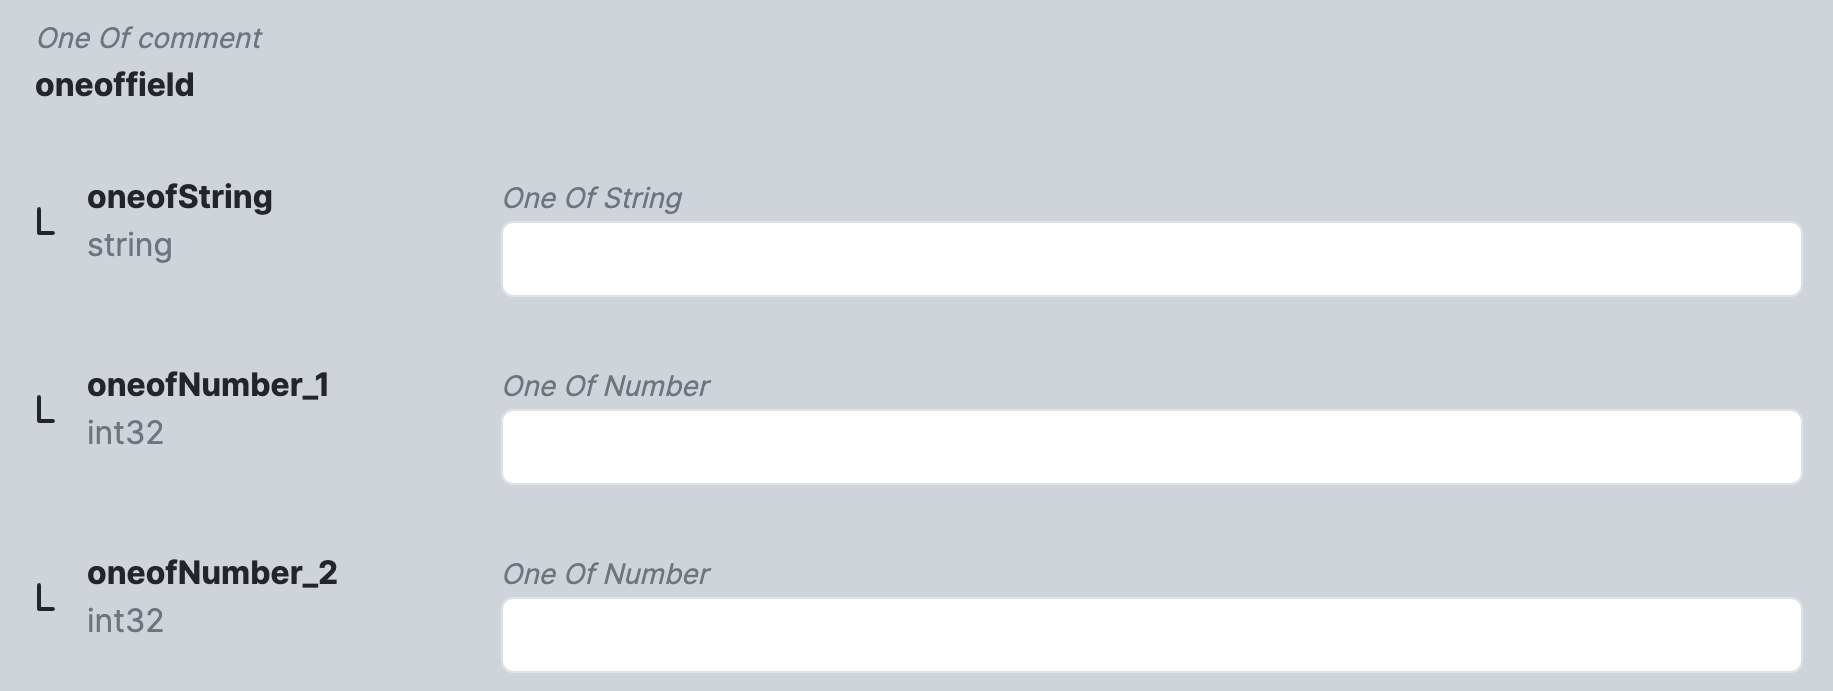 One Of comment
oneoffield
oneofString
One Of String
string
oneofNumber_1
One Of Number
int32
oneofNumber_2
One Of Number
int32